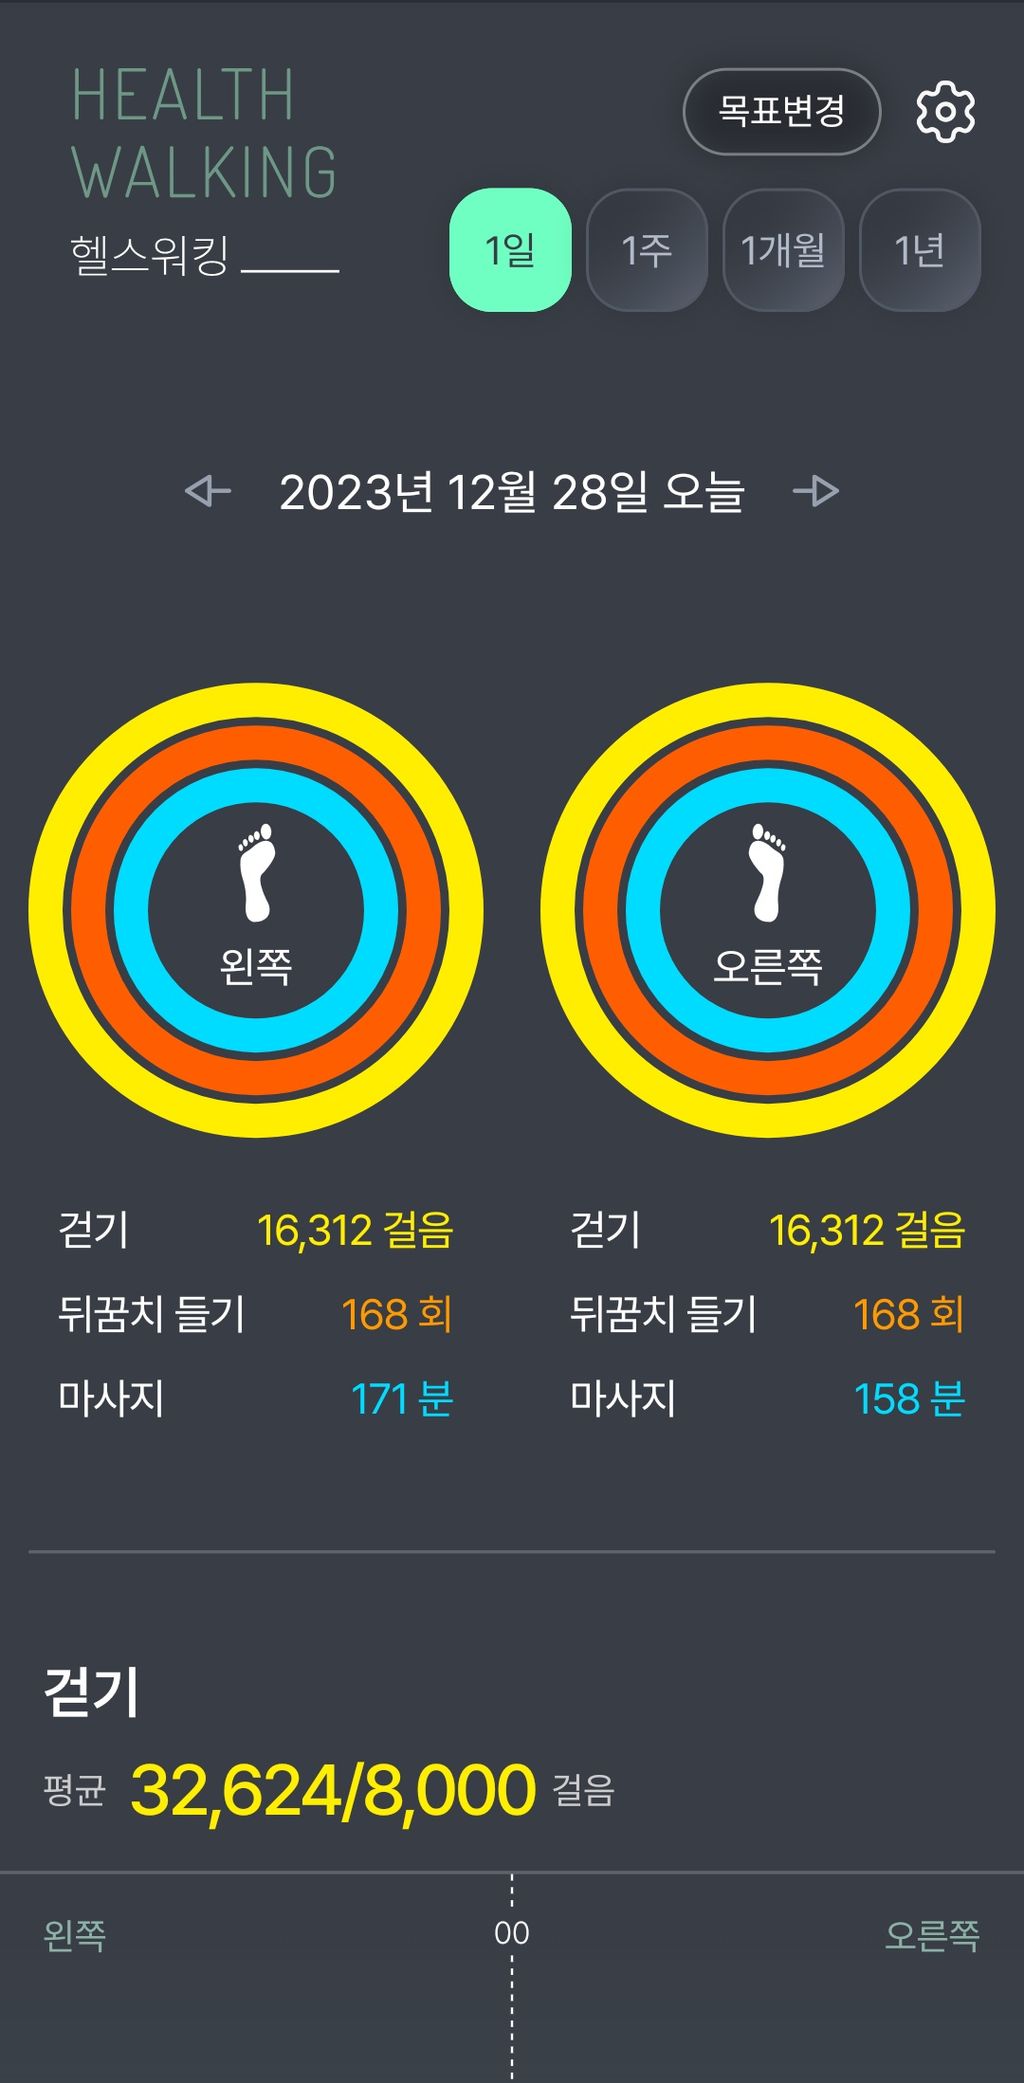 HEALTH
WALKING
헬스워킹
목표변경
1일 1주 1개월 1년
2023년 12월 28일 오늘
왼쪽
오른쪽
걷기 16,312 걸음
뒤꿈치 들기 168 회
마사지 171 분
걷기 16,312 걸음
뒤꿈치 들기 168 회
마사지 158 분
걷기
평균 32,624/8,000 걸음
왼쪽 00 오른쪽